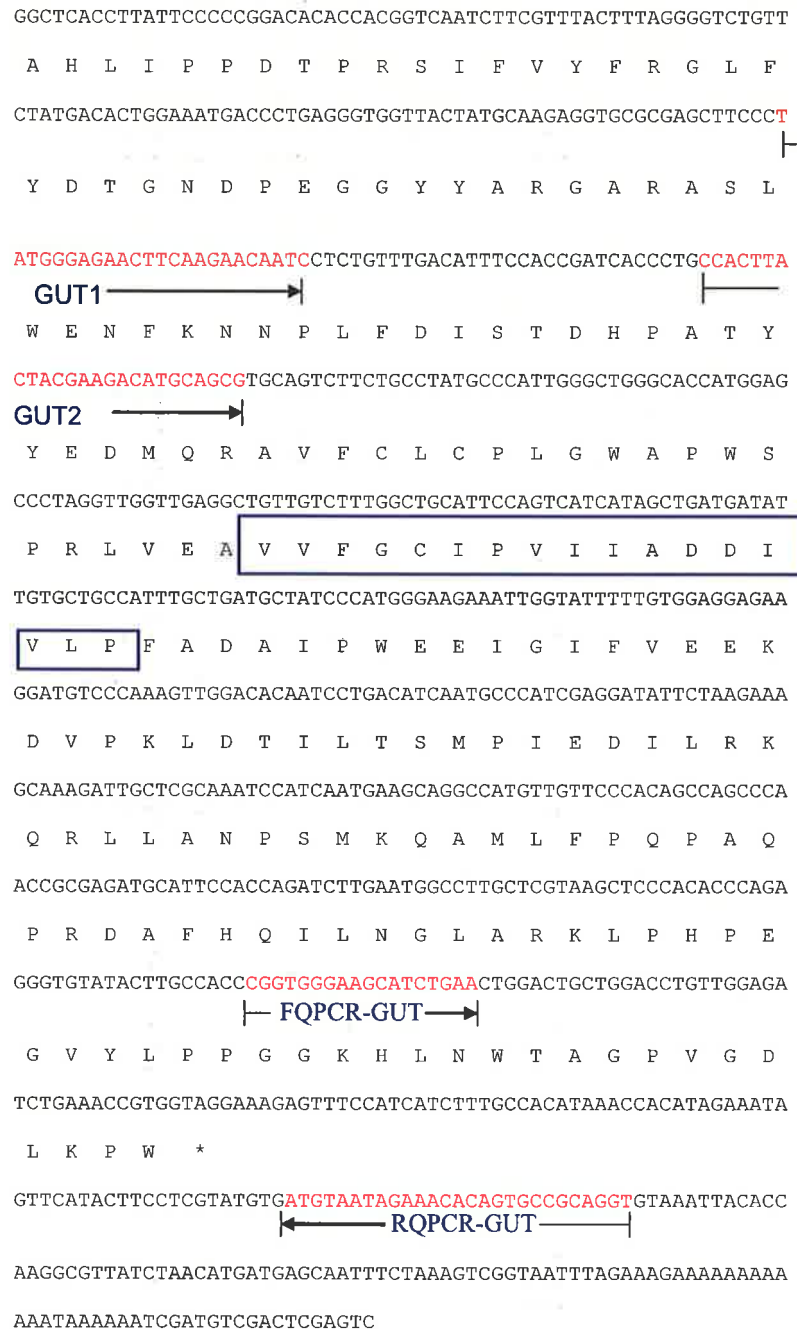 GGCTCACCTTATTCCCCCGGACACACCACGGTCAATCTTCGTTTACTTTAGGGGTCTGTT
A H L I P P D T P R S I F V Y F R G L F
CTATGACACTGGAAATGACCCTGAGGGTGGTTACTATGCAAGAGGTGCGCGAGCTTCCCT
Y D T G N D P E G G Y Y A R G A R A S L
ATGGGAGAACTTCAAGAACAATCCTCTGTTTGACATTTCCACCGATCACCCTGCCACTTA
GUT1
W E N F K N N P L F D I S T D H P A T Y
CTACGAAGACATGCAGCGTGCAGTCTTCTGCCTATGCCCATTGGGCTGGGCACCATGGAG
GUT2
Y E D M Q R A V F C L C P L G W A P W S
CCCTAGGTTGGTTGAGGCTGTTGTCTTTGGCTGCATTCCAGTCATCATAGCTGATGATAT
P R L V E A V V F G C I P V I I A D D I
TGTGCTGCCATTTGCTGATGCTATCCCATGGGAAGAAATTGGTATTTTTGTGGAGGAGAA
V L P F A D A I P W E E I G I F V E E K
GGATGTCCCAAAGTTGGACACAATCCTGACATCAATGCCCATCGAGGATATTCTAAGAAA
D V P K L D T I L T S M P I E D I L R K
GCAAAGATTGCTCGCAAATCCATCAATGAAGCAGGCCATGTTGTTCCCACAGCCAGCCCA
Q R L L A N P S M K Q A M L F P Q P A Q
ACCGCGAGATGCATTCCACCAGATCTTGAATGGCCTTGCTCGTAAGCTCCCACACCCAGA
P R D A F H Q I L N G L A R K L P H P E
GGGTGTATACTTGCCACCCGGTGGGAAGCATCTGAACTGGACTGCTGGACCTGTTGGAGA
FQPCR-GUT
G V Y L P P G G K H L N W T A G P V G D
TCTGAAACCGTGGTAGGAAAGAGTTTCCATCATCTTTGCCACATAAACCACATAGAAATA
L K P W *
GTTCATACTTCCTCGTATGTGATGTAATAGAAACACAGTGCCGCAGGTGTAAATTACACC
RQPCR-GUT
AAGGCGTTATCTAACATGATGAGCAATTTCTAAAGTCGGTAATTTAGAAAGAAAAAAAAA
AAATAAAAAATCGATGTCGACTCGAGTC